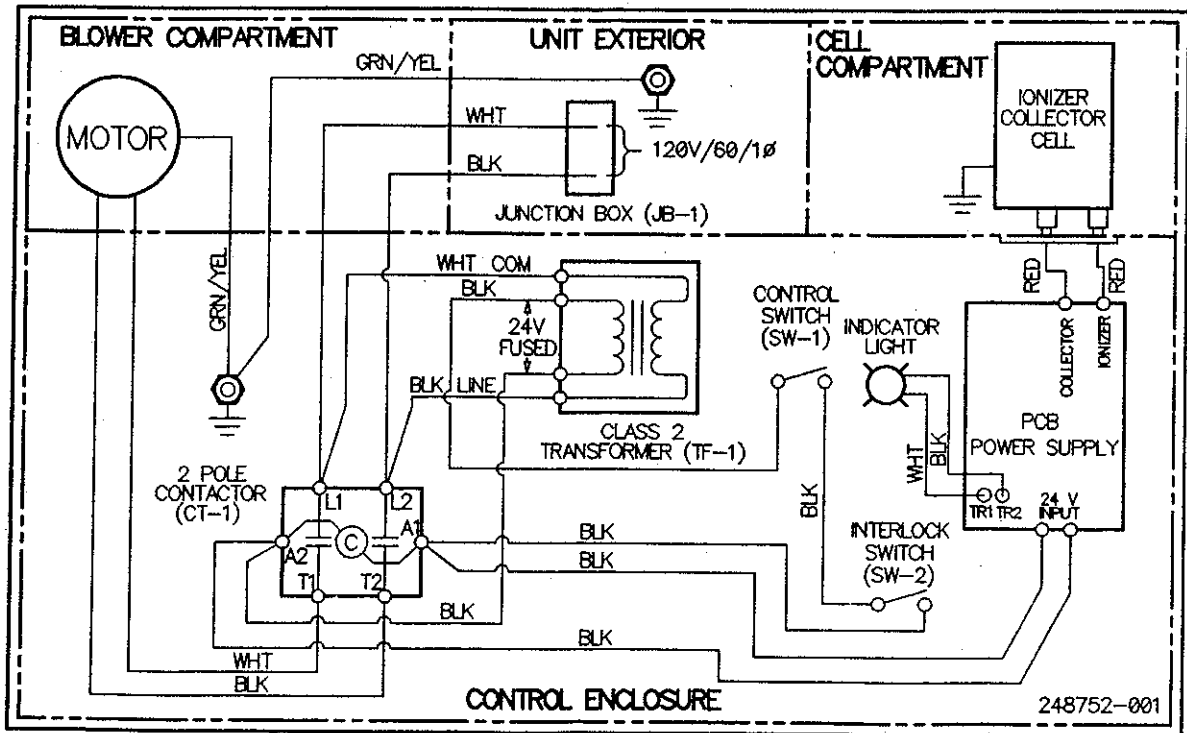 BLOWER COMPARTMENT
UNIT EXTERIOR
CELL
COMPARTMENT
GRN/YEL
MOTOR
WHT
BLK
120V/60/1ø
JUNCTION BOX (JB-1)
IONIZER
COLLECTOR
CELL
GRN/YEL
WHT COM
BLK
24V
FUSED
BLK LINE
CLASS 2
TRANSFORMER (TF-1)
CONTROL
SWITCH
(SW-1)
INDICATOR
LIGHT
RED
RED
COLLECTOR
IONIZER
PCB
POWER SUPPLY
WHT
BLK
TR1
TR2
24 V
INPUT
2 POLE
CONTACTOR
(CT-1)
L1
L2
A2
C
A1
T1
T2
BLK
BLK
BLK
INTERLOCK
SWITCH
(SW-2)
BLK
BLK
WHT
BLK
CONTROL ENCLOSURE
248752-001